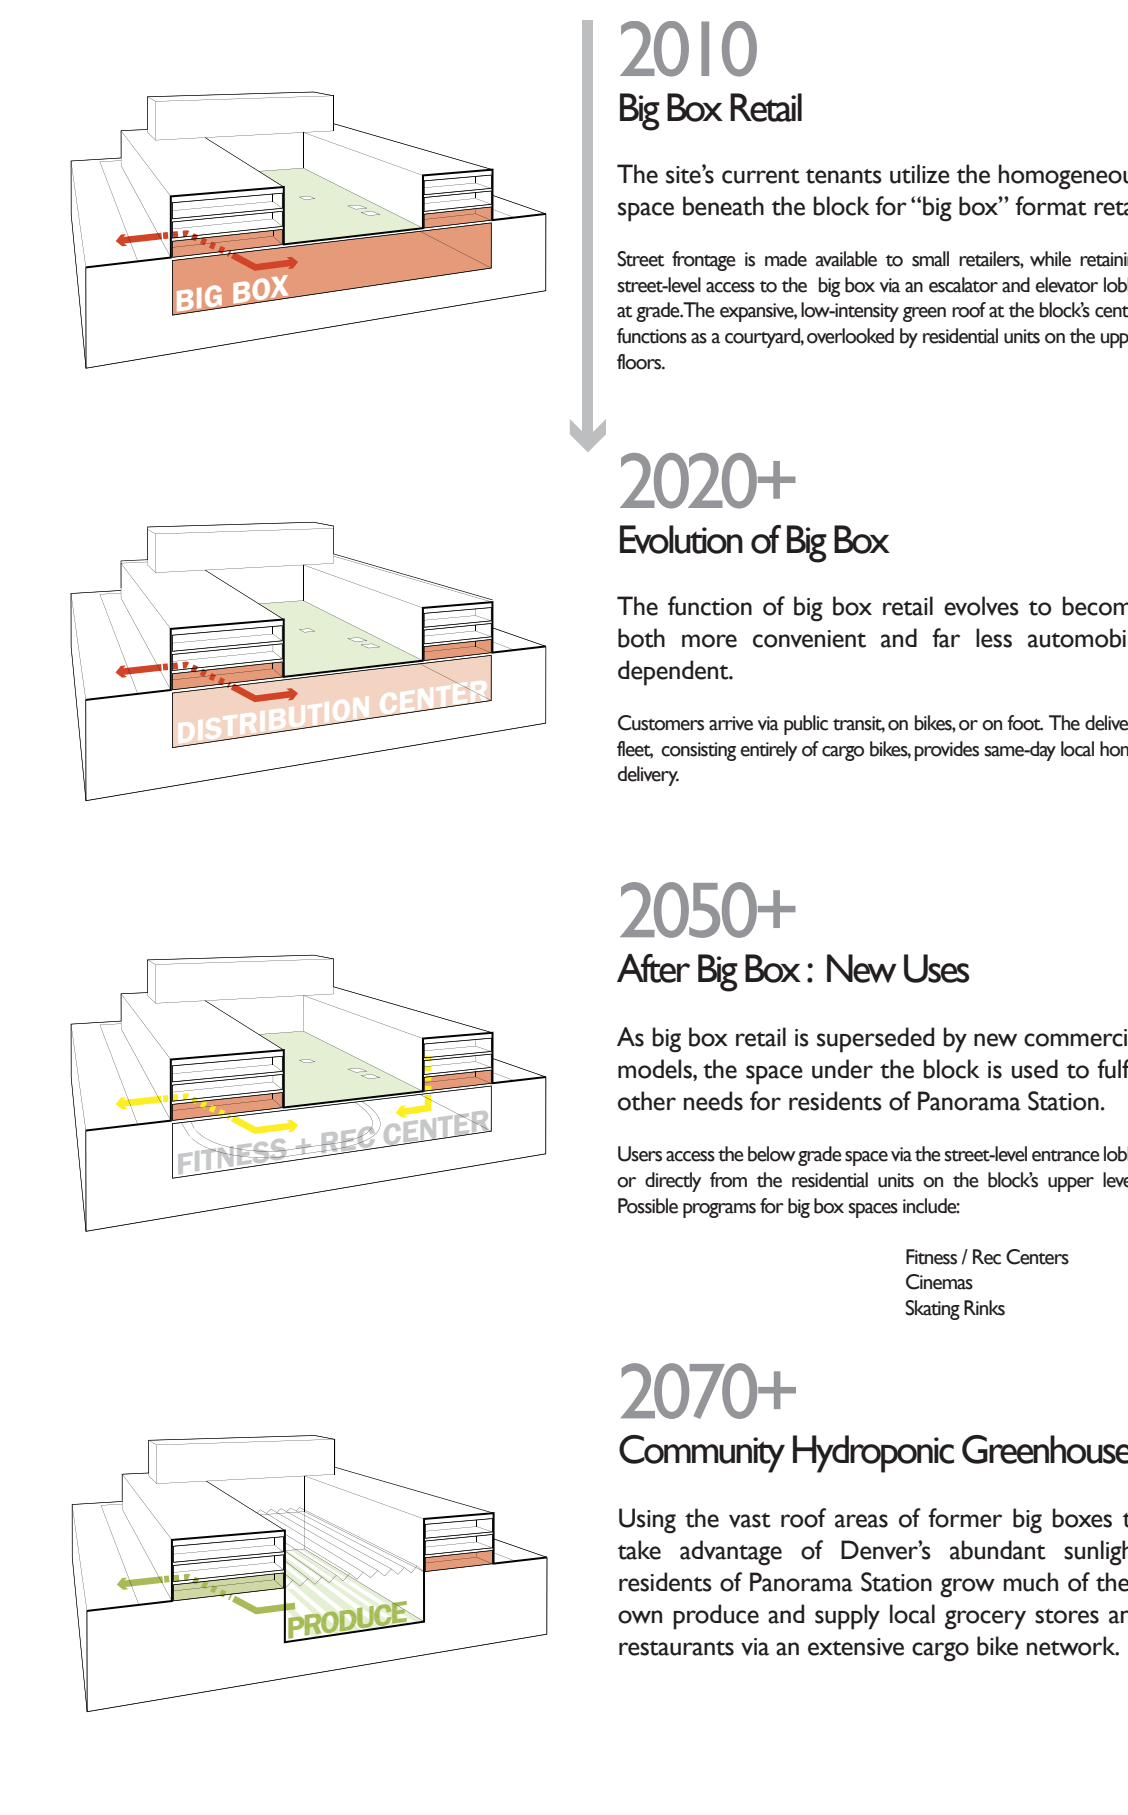 2010
Big Box Retail
The site's current tenants utilize the homogeneou
space beneath the block for “big box” format reta
Street frontage is made available to small retailers, while retaini
street-level access to the big box via an escalator and elevator lobb
at grade. The expansive, low-intensity green roof at the block's cent
functions as a courtyard, overlooked by residential units on the upp
floors.
BIG BOX
2020+
Evolution of Big Box
The function of big box retail evolves to becom
both more convenient and far less automobi
dependent.
Customers arrive via public transit, on bikes, or on foot. The delive
fleet, consisting entirely of cargo bikes, provides same-day local hom
delivery.
DISTRIBUTION CENTER
2050+
After Big Box : New Uses
As big box retail is superseded by new commerci
models, the space under the block is used to fulf
other needs for residents of Panorama Station.
Users access the below grade space via the street-level entrance lobb
or directly from the residential units on the block's upper leve
Possible programs for big box spaces include:
Fitness / Rec Centers
Cinemas
Skating Rinks
FITNESS + REC CENTER
2070+
Community Hydroponic Greenhouse
Using the vast roof areas of former big boxes t
take advantage of Denver's abundant sunligh
residents of Panorama Station grow much of the
own produce and supply local grocery stores an
restaurants via an extensive cargo bike network.
PRODUCE